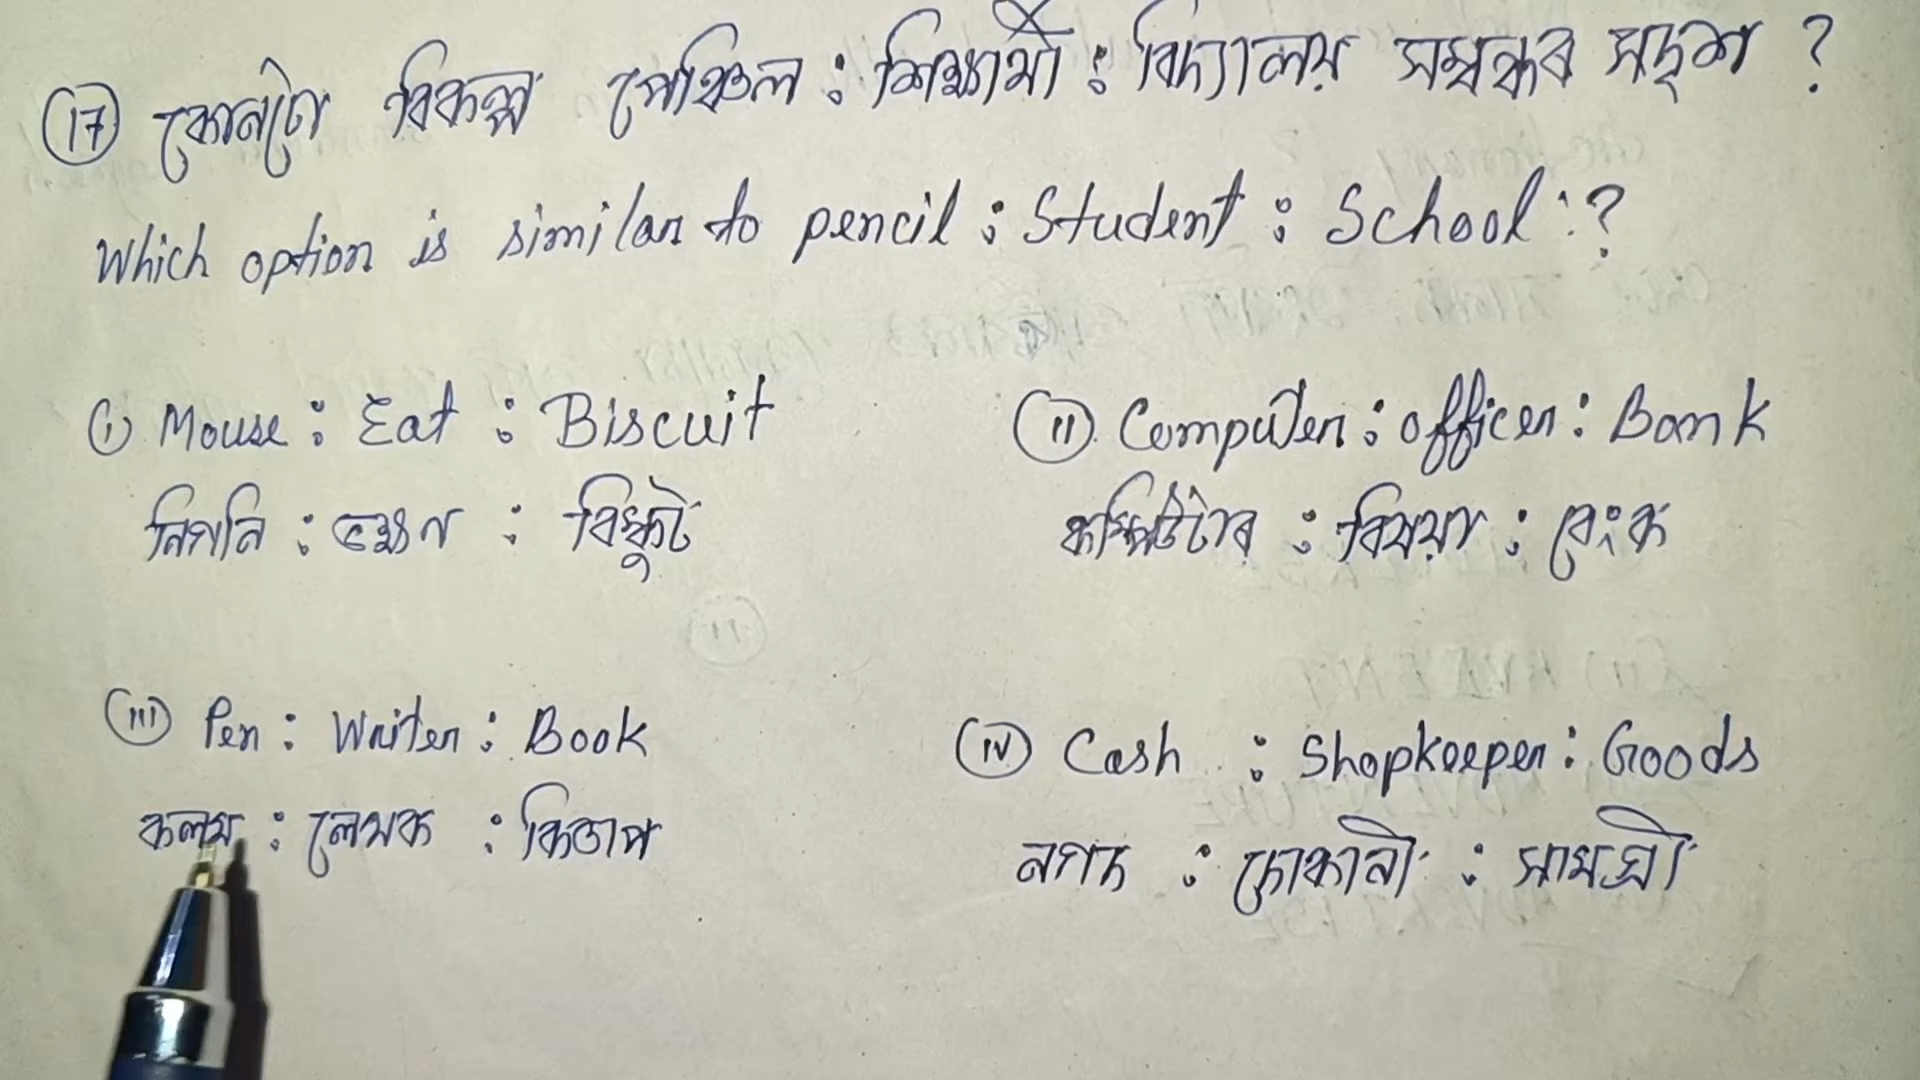 17 কোনটো বিকল্প পেঞ্চিল : শিক্ষাৰ্থী : বিদ্যালয় সম্বন্ধৰ সদৃশ ?
Which option is similar to pencil : Student : School : ?
(i) Mouse : Eat : Biscuit
নিগনি : ভক্ষণ : বিস্কুট
(ii) Computer : officer : Bank
কম্পিউটাৰ : বিষয়া : বেংক
(iii) Pen : Writer : Book
কলম : লেখক : কিতাপ
(iv) Cash : Shopkeeper : Goods
নগদ : দোকানী : সামগ্ৰী